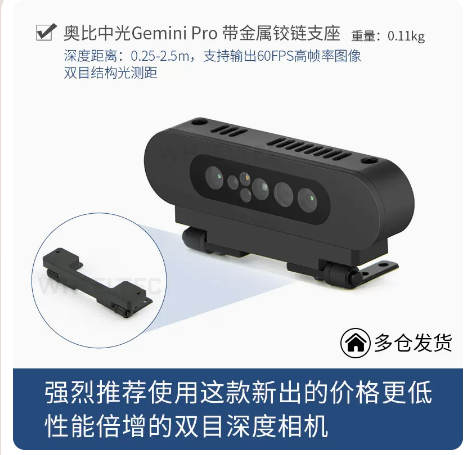 奥比中光Gemini Pro 带金属铰链支座 重量：0.11kg
深度距离：0.25-2.5m，支持输出60FPS高帧率图像
双目结构光测距
多仓发货
强烈推荐使用这款新出的价格更低
性能倍增的双目深度相机